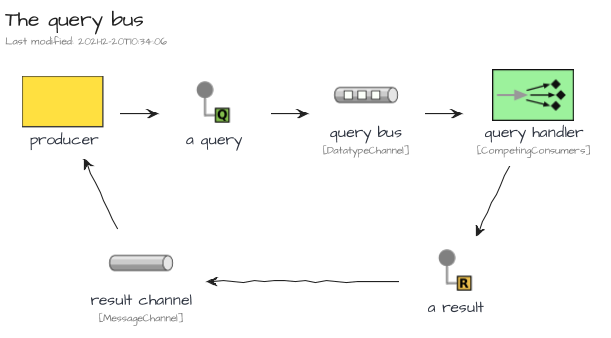 The query bus
Last modified: 2021-12-20T10:34:06
producer
a query
Q
query bus
[DatatypeChannel]
query handler
[CompetingConsumers]
result channel
[MessageChannel]
R
a result